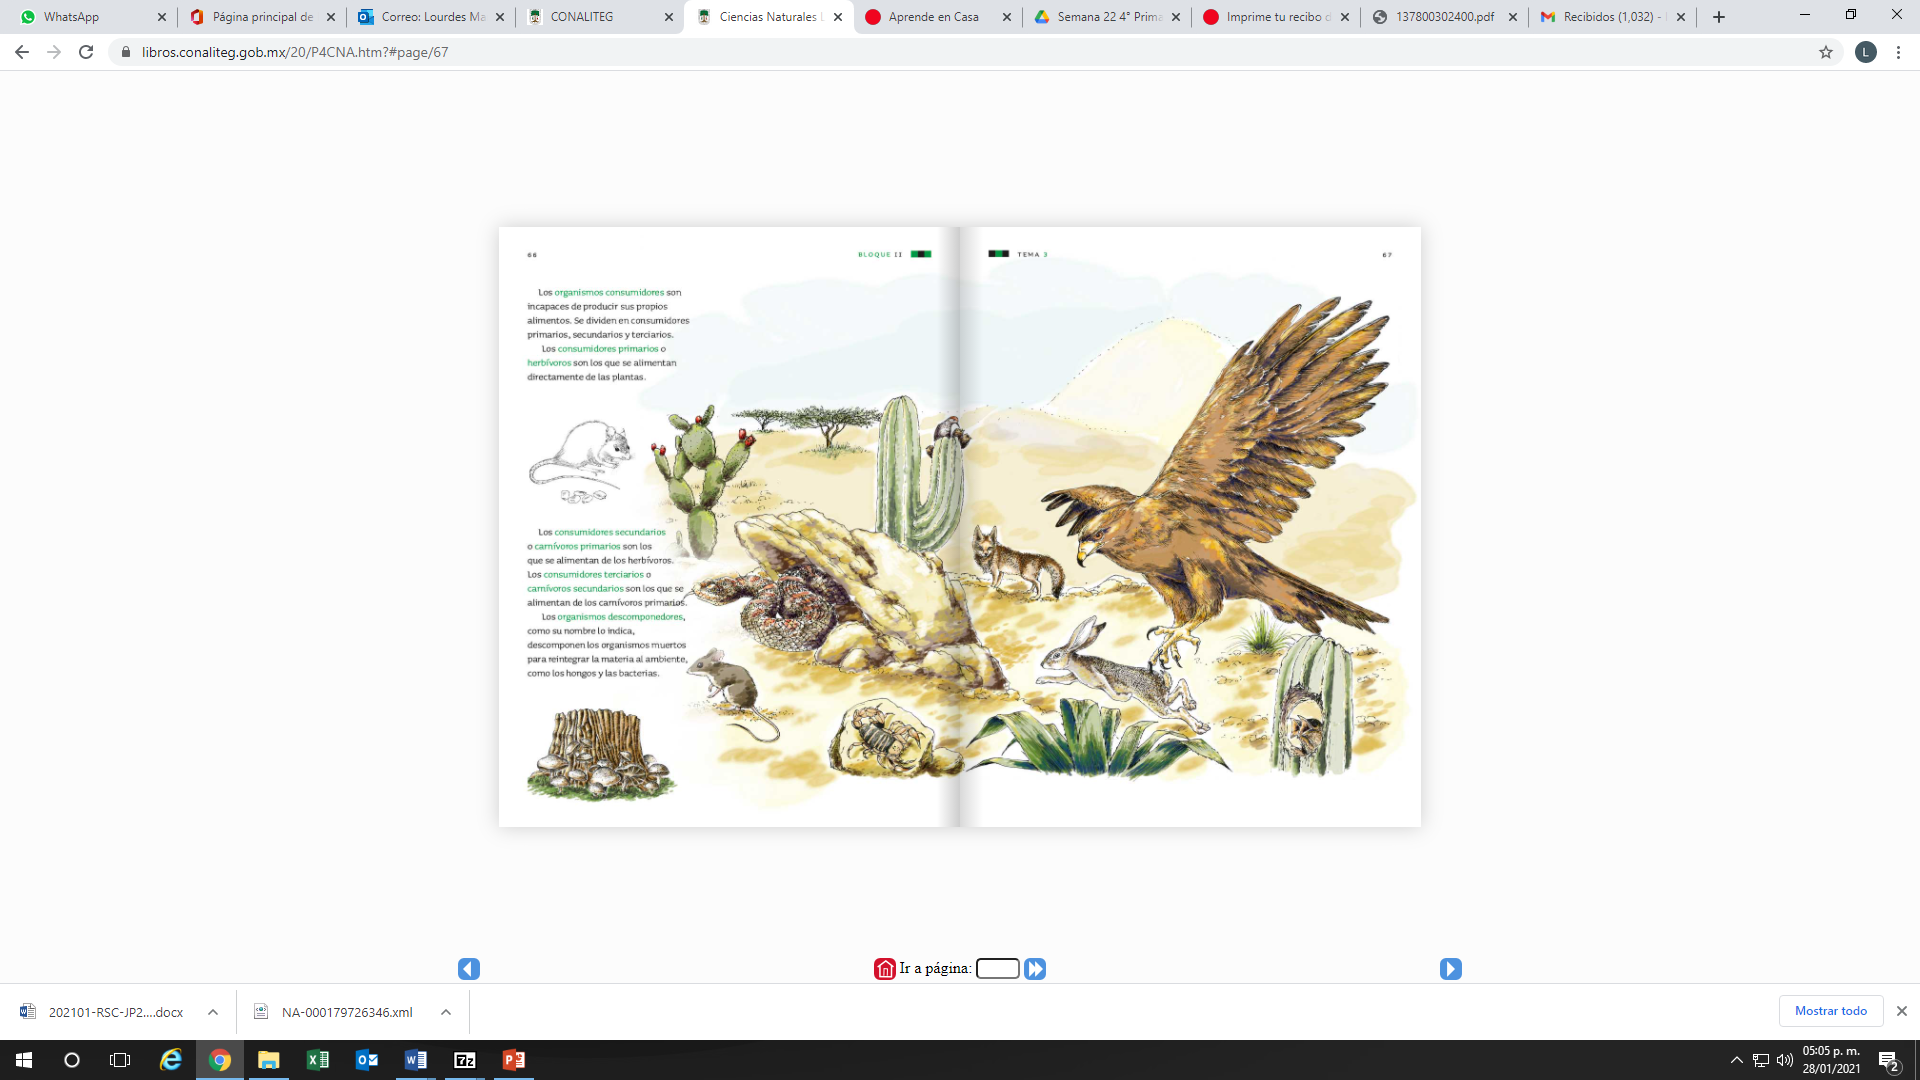 WhatsApp
Página principal de
Correo: Lourdes Ma
CONALITEG
Ciencias Naturales L
Aprende en Casa
Semana 22 4° Prima
Imprime tu recibo d
137800302400.pdf
Recibidos (1,032) -
libros.conaliteg.gob.mx/20/P4CNA.htm?#page/67
L
66
BLOQUE II
TEMA 3
67
Los organismos consumidores son
incapaces de producir sus propios
alimentos. Se dividen en consumidores
primarios, secundarios y terciarios.
Los consumidores primarios o
herbívoros son los que se alimentan
directamente de las plantas.
Los consumidores secundarios
o carnívoros primarios son los
que se alimentan de los herbívoros.
Los consumidores terciarios o
carnívoros secundarios son los que se
alimentan de los carnívoros primarios.
Los organismos descomponedores,
como su nombre lo indica,
descomponen los organismos muertos
para reintegrar la materia al ambiente,
como los hongos y las bacterias.
Ir a página:
202101-RSC-JP2....docx
NA-000179726346.xml
Mostrar todo
05:05 p. m.
28/01/2021
2